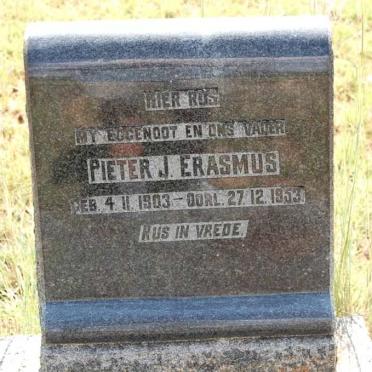 HIER RUS
MY EGGENOOT EN ONS VADER
PIETER J. ERASMUS
GEB. 4.11.1903 – OORL. 27.12.1953.
RUS IN VREDE.